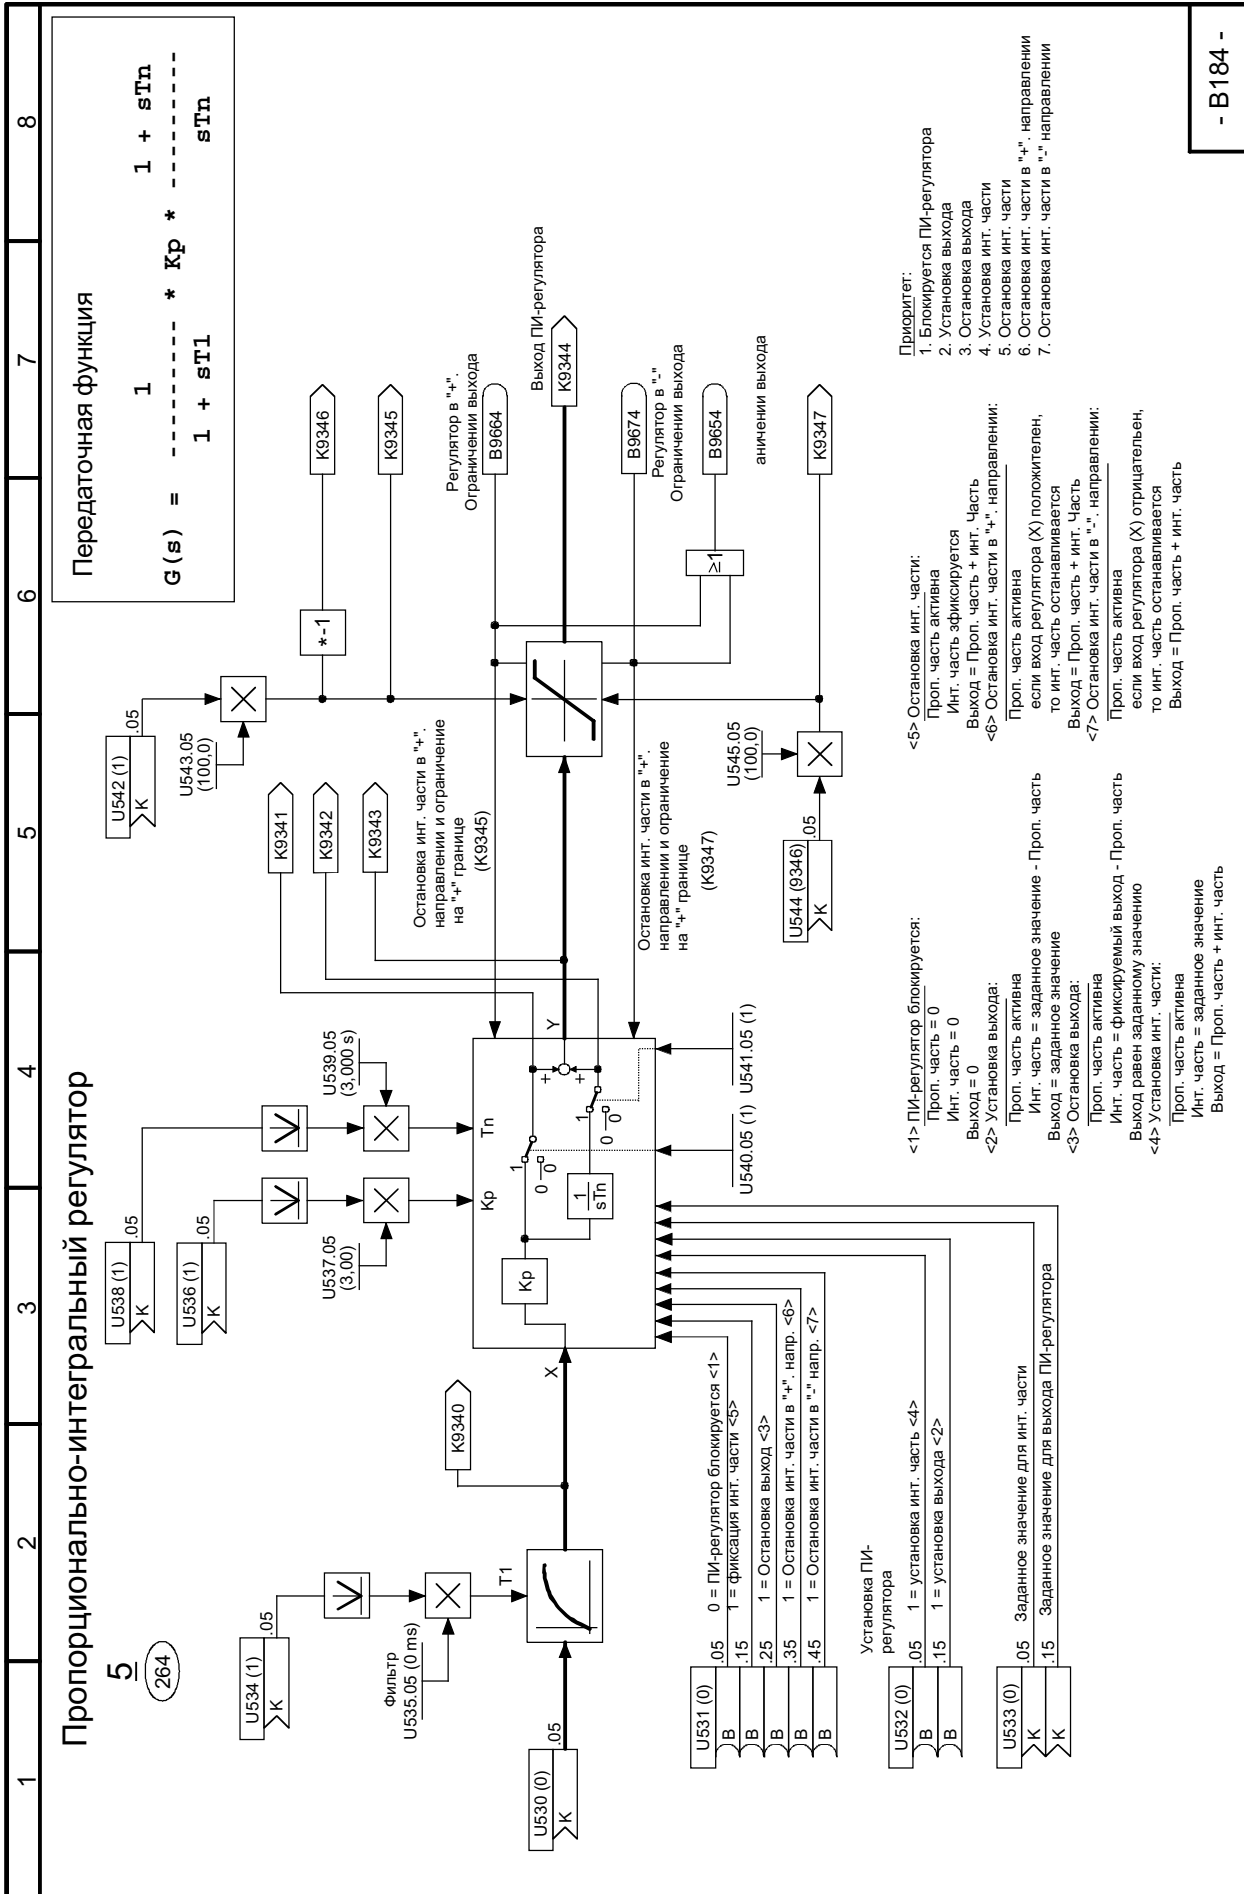 1 2 3 4 5 6 7 8
Пропорционально-интегральный регулятор
5
264
Передаточная функция
1 1 + sTn
G(s) = --------- * Kp * ---------
1 + sT1 sTn
U534 (1)
K
.05
Фильтр
U535.05 (0 ms)
T1
U530 (0)
K
.05
K9340
X
U538 (1)
K
.05
U536 (1)
K
.05
U537.05
(3,00)
U539.05
(3,000 s)
Kp
Tn
Kp
1
sTn
1
0
0
1
0
0
+
+
Y
U540.05 (1)
U541.05 (1)
U542 (1)
K
.05
U543.05
(100,0)
K9341
K9342
K9343
Остановка инт. части в "+".
направлении и ограничение
на "+" границе
(K9345)
Остановка инт. части в "+".
направлении и ограничение
на "+" границе
(K9347)
U545.05
(100,0)
U544 (9346)
K
.05
*-1
≥1
K9346
K9345
Регулятор в "+".
Ограничении выхода
B9664
Выход ПИ-регулятора
K9344
B9674
Регулятор в "-"
Ограничении выхода
B9654
аничении выхода
K9347
U531 (0)
B .05 0 = ПИ-регулятор блокируется <1>
B .15 1 = фиксация инт. части <5>
B .25 1 = Остановка выход <3>
B .35 1 = Остановка инт. части в "+". напр. <6>
B .45 1 = Остановка инт. части в "-" напр. <7>
Установка ПИ-
регулятора
U532 (0)
B .05 1 = установка инт. часть <4>
B .15 1 = установка выхода <2>
U533 (0)
K .05 Заданное значение для инт. части
K .15 Заданное значение для выхода ПИ-регулятора
<1> ПИ-регулятор блокируется:
Проп. часть = 0
Инт. часть = 0
Выход = 0
<2> Установка выхода:
Проп. часть активна
Инт. часть = заданное значение - Проп. часть
Выход = заданное значение
<3> Остановка выхода:
Проп. часть активна
Инт. часть = фиксируемый выход - Проп. часть
Выход равен заданному значению
<4> Установка инт. части:
Проп. часть активна
Инт. часть = заданное значение
Выход = Проп. часть + инт. часть
<5> Остановка инт. части:
Проп. часть активна
Инт. часть зфиксируется
Выход = Проп. часть + инт. Часть
<6> Остановка инт. части в "+". направлении:
Проп. часть активна
если вход регулятора (X) положителен,
то инт. часть останавливается
Выход = Проп. часть + инт. Часть
<7> Остановка инт. части в "-". направлении:
Проп. часть активна
если вход регулятора (X) отрицательен,
то инт. часть останавливается
Выход = Проп. часть + инт. часть
Приоритет:
1. Блокируется ПИ-регулятора
2. Установка выхода
3. Остановка выхода
4. Установка инт. части
5. Остановка инт. части
6. Остановка инт. части в "+". направлении
7. Остановка инт. части в "-" направлении
- B184 -